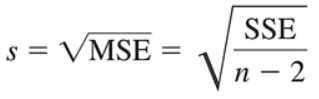 s = √MSE = √(SSE / (n − 2))